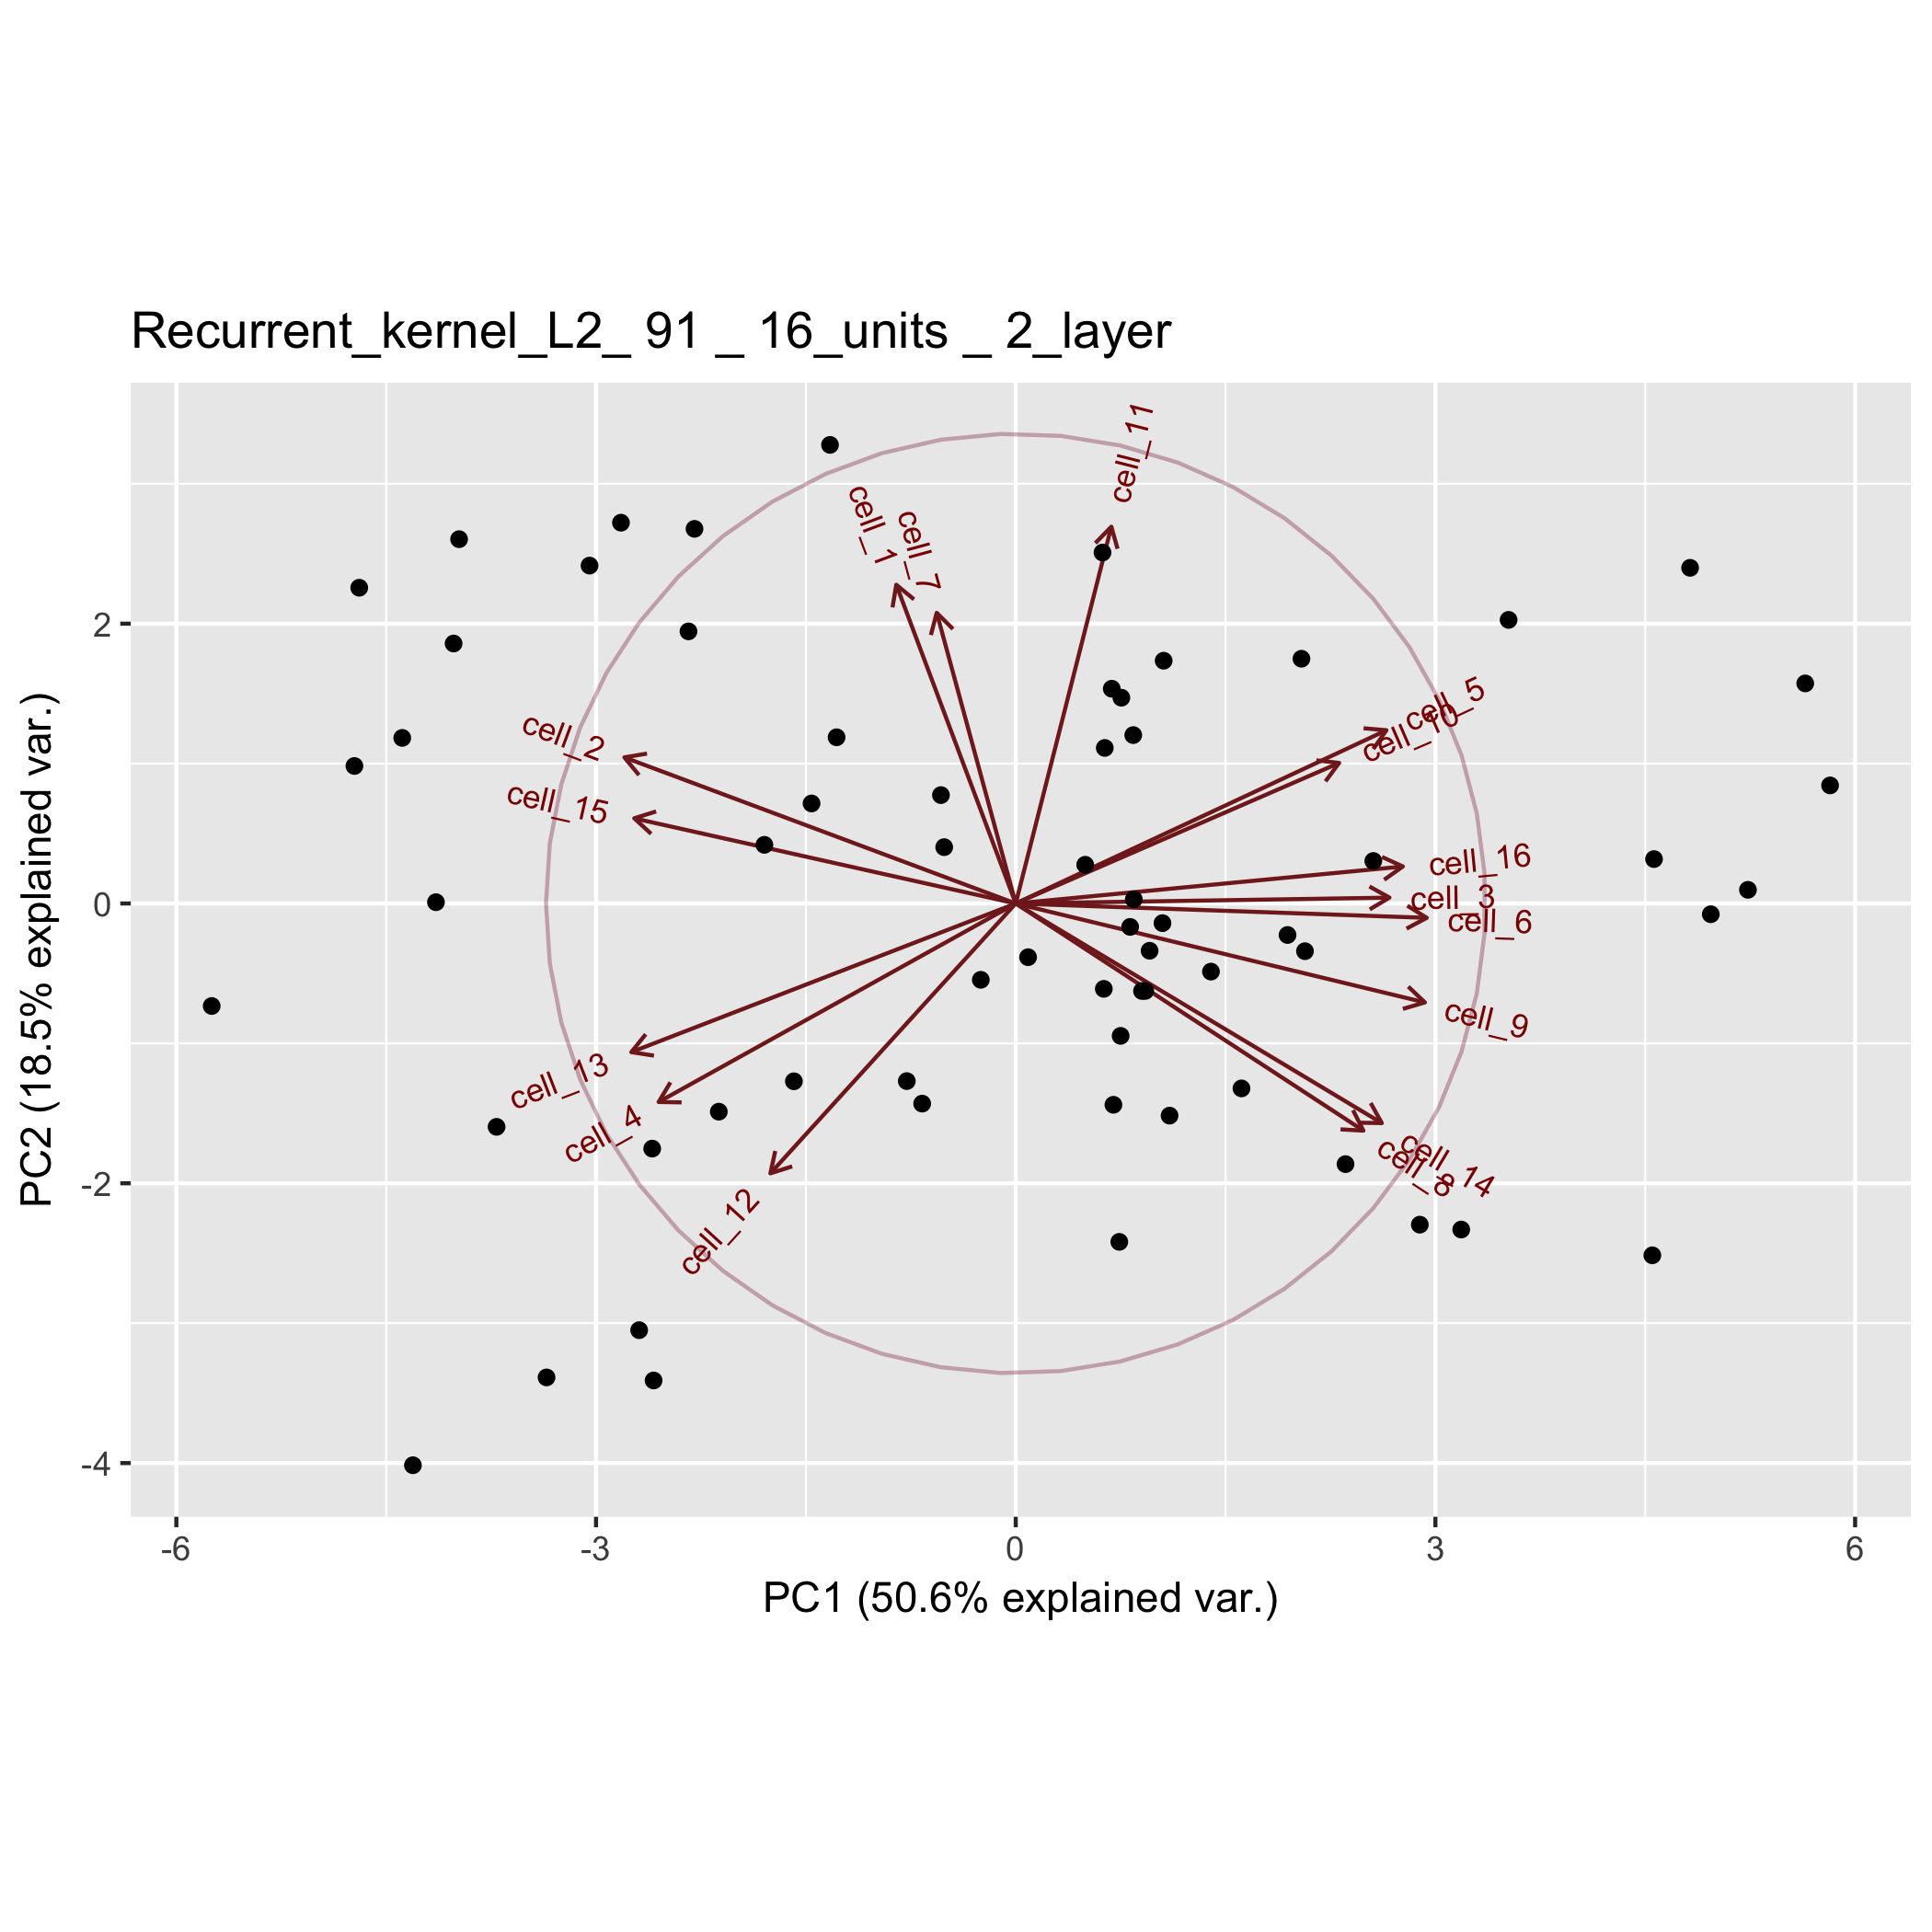 Recurrent_kernel_L2_ 91 _ 16_units _ 2_layer
cell_11
cell_1
cell_7
cell_5
cell_10
cell_2
cell_15
cell_16
cell_3
cell_6
cell_9
cell_13
cell_4
cell_12
cell_14
cell_8
2
0
-2
-4
-6
-3
0
3
6
PC1 (50.6% explained var.)
PC2 (18.5% explained var.)